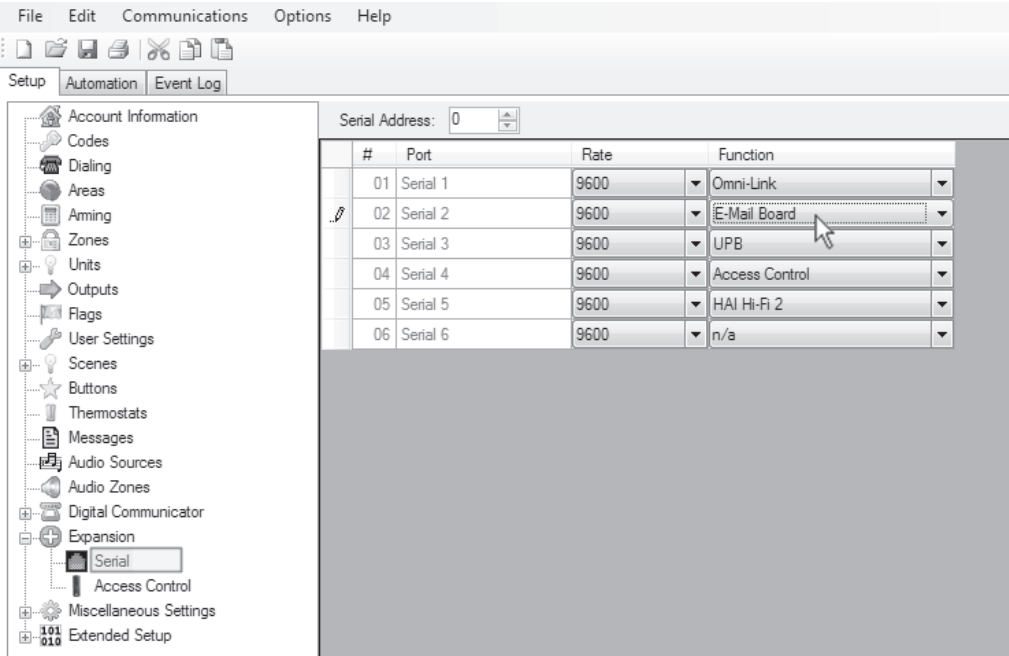 File Edit Communications Options Help
Setup Automation Event Log
Account Information
Codes
Dialing
Areas
Arming
Zones
Units
Outputs
Flags
User Settings
Scenes
Buttons
Thermostats
Messages
Audio Sources
Audio Zones
Digital Communicator
Expansion
Serial
Access Control
Miscellaneous Settings
101
010
Extended Setup
Serial Address: 0
# Port Rate Function
01 Serial 1 9600 Omni-Link
02 Serial 2 9600 E-Mail Board
03 Serial 3 9600 UPB
04 Serial 4 9600 Access Control
05 Serial 5 9600 HAI Hi-Fi 2
06 Serial 6 9600 n/a